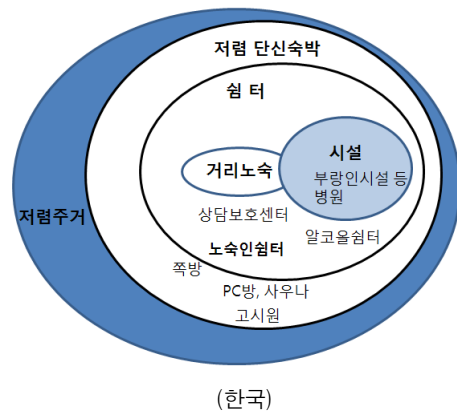 저렴 단신숙박
쉼 터
시설
거리노숙
부랑인시설 등
병원
저렴주거
상담보호센터
알코올쉼터
노숙인쉼터
쪽방
PC방, 사우나
고시원
(한국)